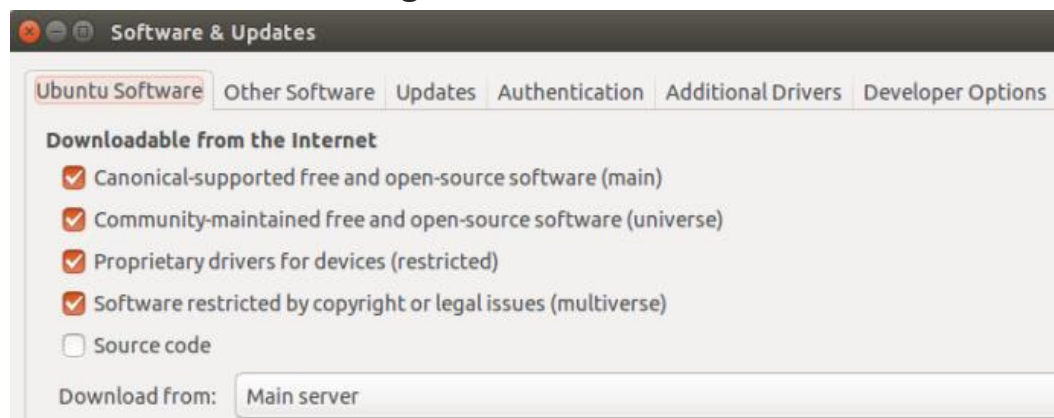 Software & Updates
Ubuntu Software Other Software Updates Authentication Additional Drivers Developer Options
Downloadable from the Internet
Canonical-supported free and open-source software (main)
Community-maintained free and open-source software (universe)
Proprietary drivers for devices (restricted)
Software restricted by copyright or legal issues (multiverse)
Source code
Download from: Main server